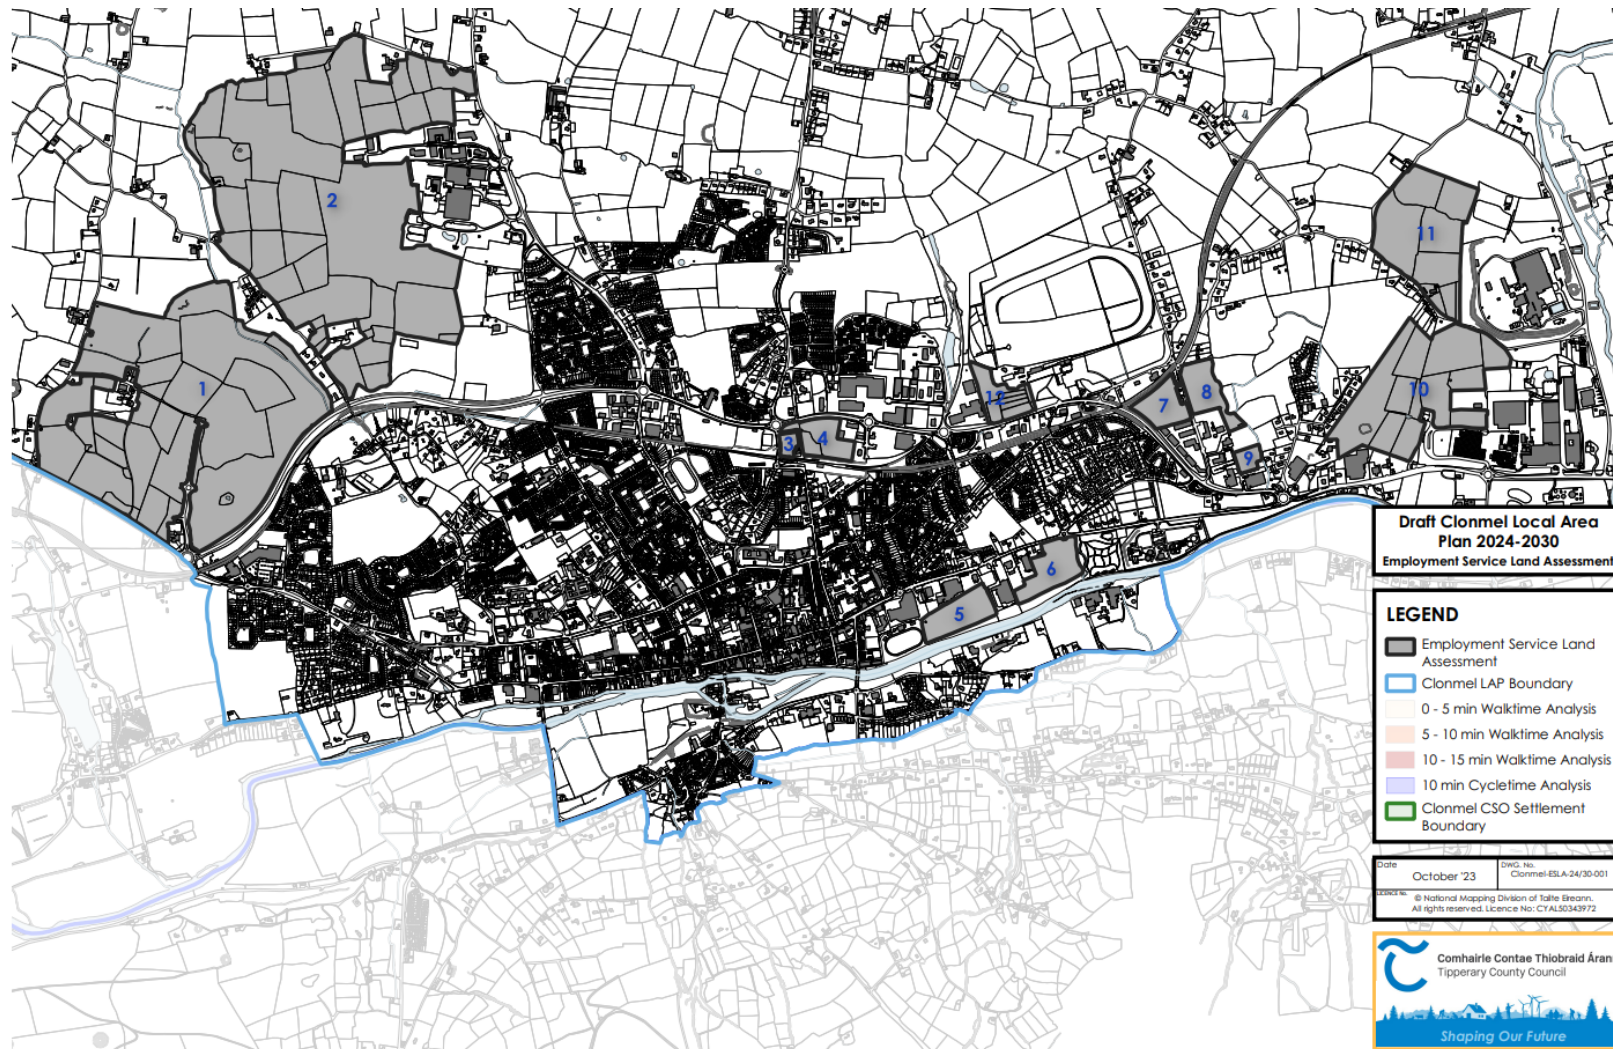 2
11
1
8
7
12
10
3
4
9
6
5
Draft Clonmel Local Area
Plan 2024-2030
Employment Service Land Assessment
LEGEND
Employment Service Land
Assessment
Clonmel LAP Boundary
0 - 5 min Walktime Analysis
5 - 10 min Walktime Analysis
10 - 15 min Walktime Analysis
10 min Cycletime Analysis
Clonmel CSO Settlement
Boundary
Date
October '23
DWG. No.
Clonmel-ESLA-24/30-001
LICENCE No.
© National Mapping Division of Tailte Éireann.
All rights reserved. Licence No: CYAL50343972
Comhairle Contae Thiobraid Árann
Tipperary County Council
Shaping Our Future